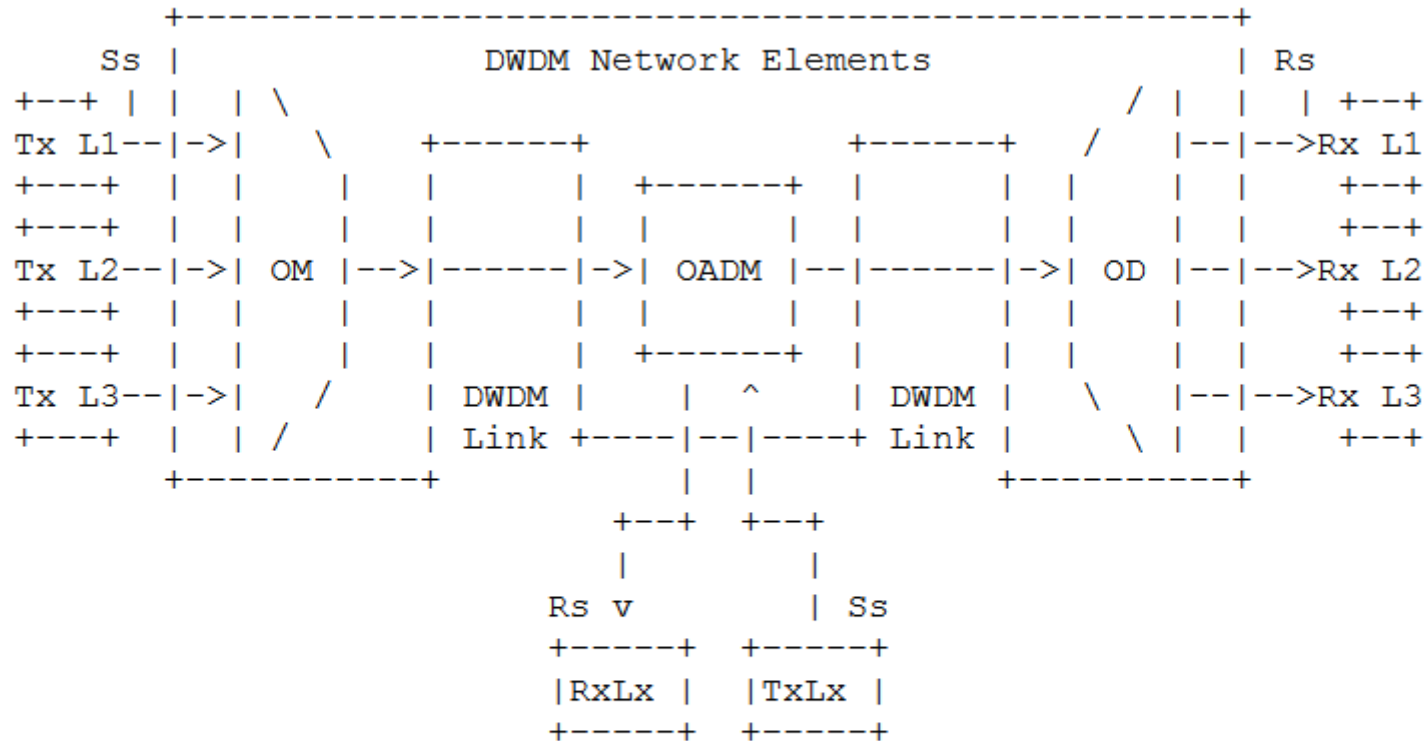 +---------------------------------------------+
  Ss |              DWDM Network Elements             | Rs
+--+ | |  | \                                    / |  |  | +--+
Tx L1--|->|   \    +------+           +------+   /   |--|-->Rx L1
+---+  |  |    |   |      |  +------+  |      |  |    |  |    +--+
+---+  |  |    |   |      |  |      |  |      |  |    |  |    +--+
Tx L2--|->| OM |-->|------|->| OADM |--|------|->| OD |--|-->Rx L2
+---+  |  |    |   |      |  |      |  |      |  |    |  |    +--+
+---+  |  |    |   |      |  +------+  |      |  |    |  |    +--+
Tx L3--|->|   /    | DWDM |    |  ^    | DWDM |  \    |--|-->Rx L3
+---+  |  | /      | Link +----|--|----+ Link |   \ |  |    +--+
       +-----------+           |  |           +----------+
                            +--+  +--+
                            |        |
                         Rs v        | Ss
                         +-----+  +-----+
                         |RxLx |  |TxLx |
                         +-----+  +-----+